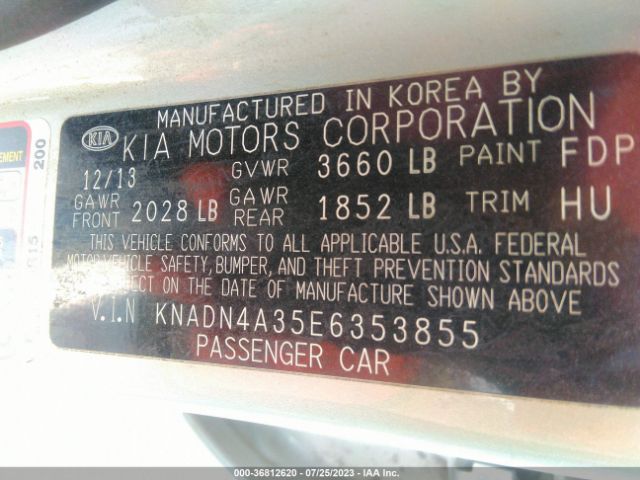 MANUFACTURED IN KOREA BY
KIA KIA MOTORS CORPORATION
12/13 GVWR 3660 LB PAINT FDP
GAWR FRONT 2028 LB GAWR REAR 1852 LB TRIM HU
THIS VEHICLE CONFORMS TO ALL APPLICABLE U.S.A. FEDERAL
MOTOR VEHICLE SAFETY, BUMPER, AND THEFT PREVENTION STANDARDS
EFFECT ON THE DATE OF MANUFACTURE SHOWN ABOVE
V.I.N KNADN4A35E6353855
PASSENGER CAR
200
000-36812620 - 07/25/2023 - Copyright IAA, Inc.